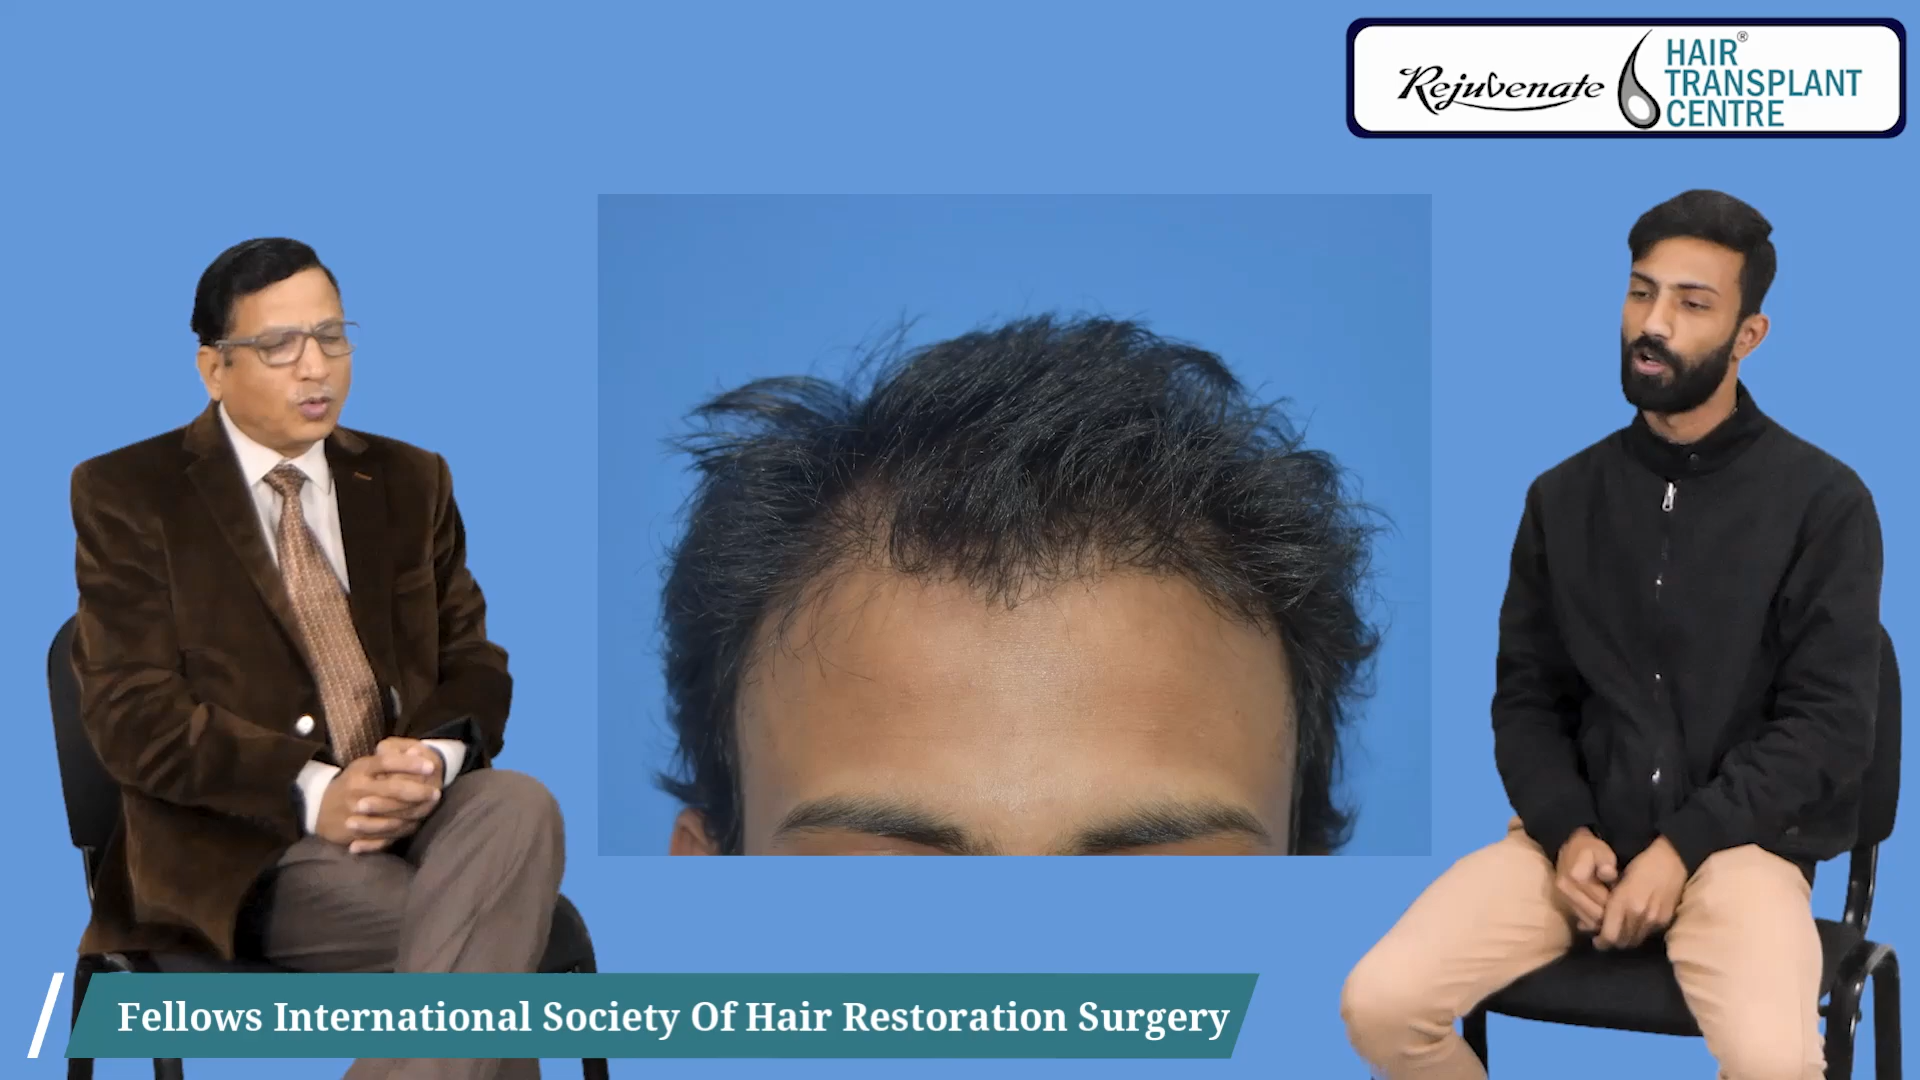 Rejuvenate
HAIR®
TRANSPLANT
CENTRE
Fellows International Society Of Hair Restoration Surgery